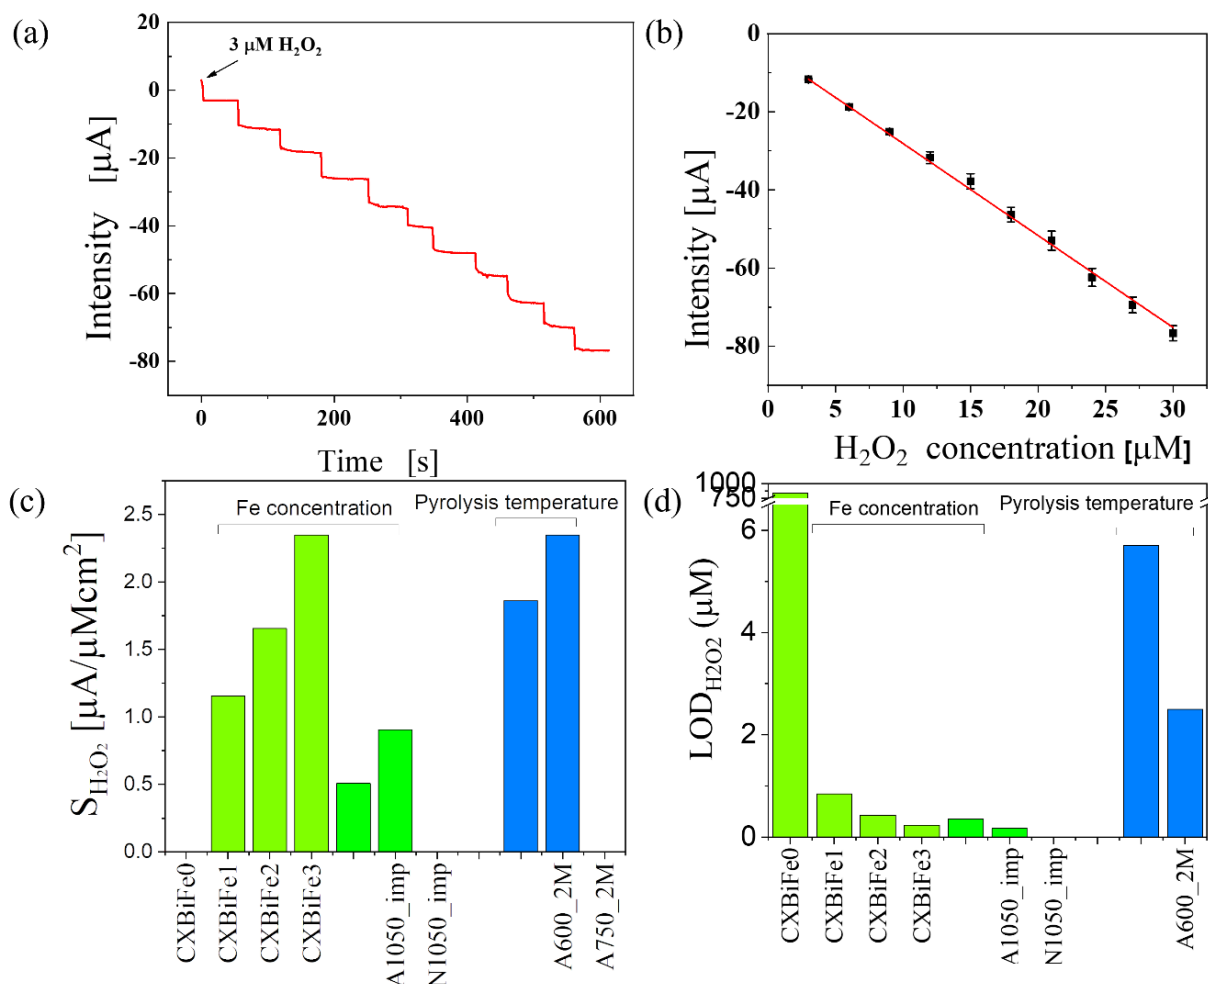 (a)
20
0
-20
-40
-60
-80
3 μM H₂O₂
Intensity [μA]
0
200
400
600
Time [s]
(b)
0
-20
-40
-60
-80
Intensity [μA]
0
5
10
15
20
25
30
H₂O₂ concentration [μM]
(c)
2.5
2.0
1.5
1.0
0.5
0.0
Fe concentration
Pyrolysis temperature
S_H₂O₂ [μA/μMcm²]
CXBiFe0
CXBiFe1
CXBiFe2
CXBiFe3
A1050_imp
N1050_imp
A600_2M
A750_2M
(d)
1000
750
6
4
2
0
Fe concentration
Pyrolysis temperature
LOD_H2O2 (μM)
CXBiFe0
CXBiFe1
CXBiFe2
CXBiFe3
A1050_imp
N1050_imp
A600_2M